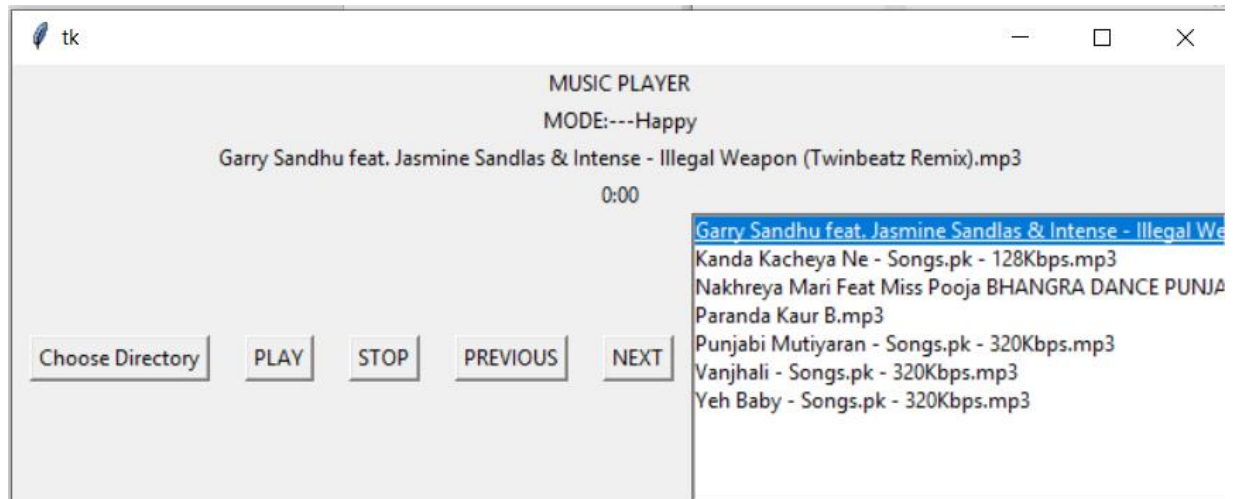 tk
MUSIC PLAYER
MODE:---Happy
Garry Sandhu feat. Jasmine Sandlas & Intense - Illegal Weapon (Twinbeatz Remix).mp3
0:00
Garry Sandhu feat. Jasmine Sandlas & Intense - Illegal We
Kanda Kacheya Ne - Songs.pk - 128Kbps.mp3
Nakhreya Mari Feat Miss Pooja BHANGRA DANCE PUNJA
Paranda Kaur B.mp3
Punjabi Mutiyaran - Songs.pk - 320Kbps.mp3
Vanjhali - Songs.pk - 320Kbps.mp3
Yeh Baby - Songs.pk - 320Kbps.mp3
Choose Directory PLAY STOP PREVIOUS NEXT